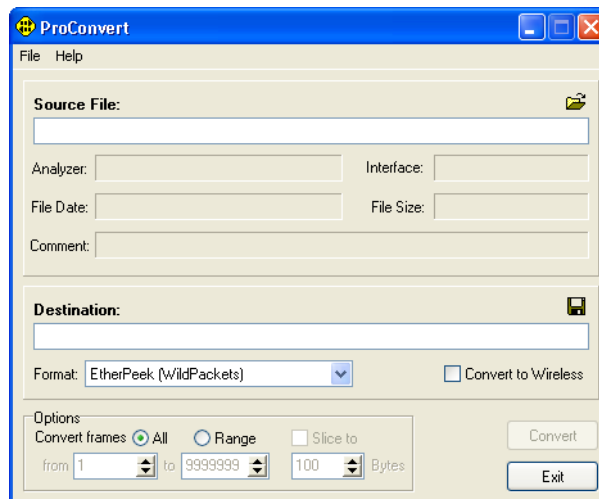 ProConvert
File Help
Source File:
Analyzer: Interface:
File Date: File Size:
Comment:
Destination:
Format: EtherPeek (WildPackets) Convert to Wireless
Options
Convert frames All Range Slice to Convert
from 1 to 9999999 100 Bytes
Exit